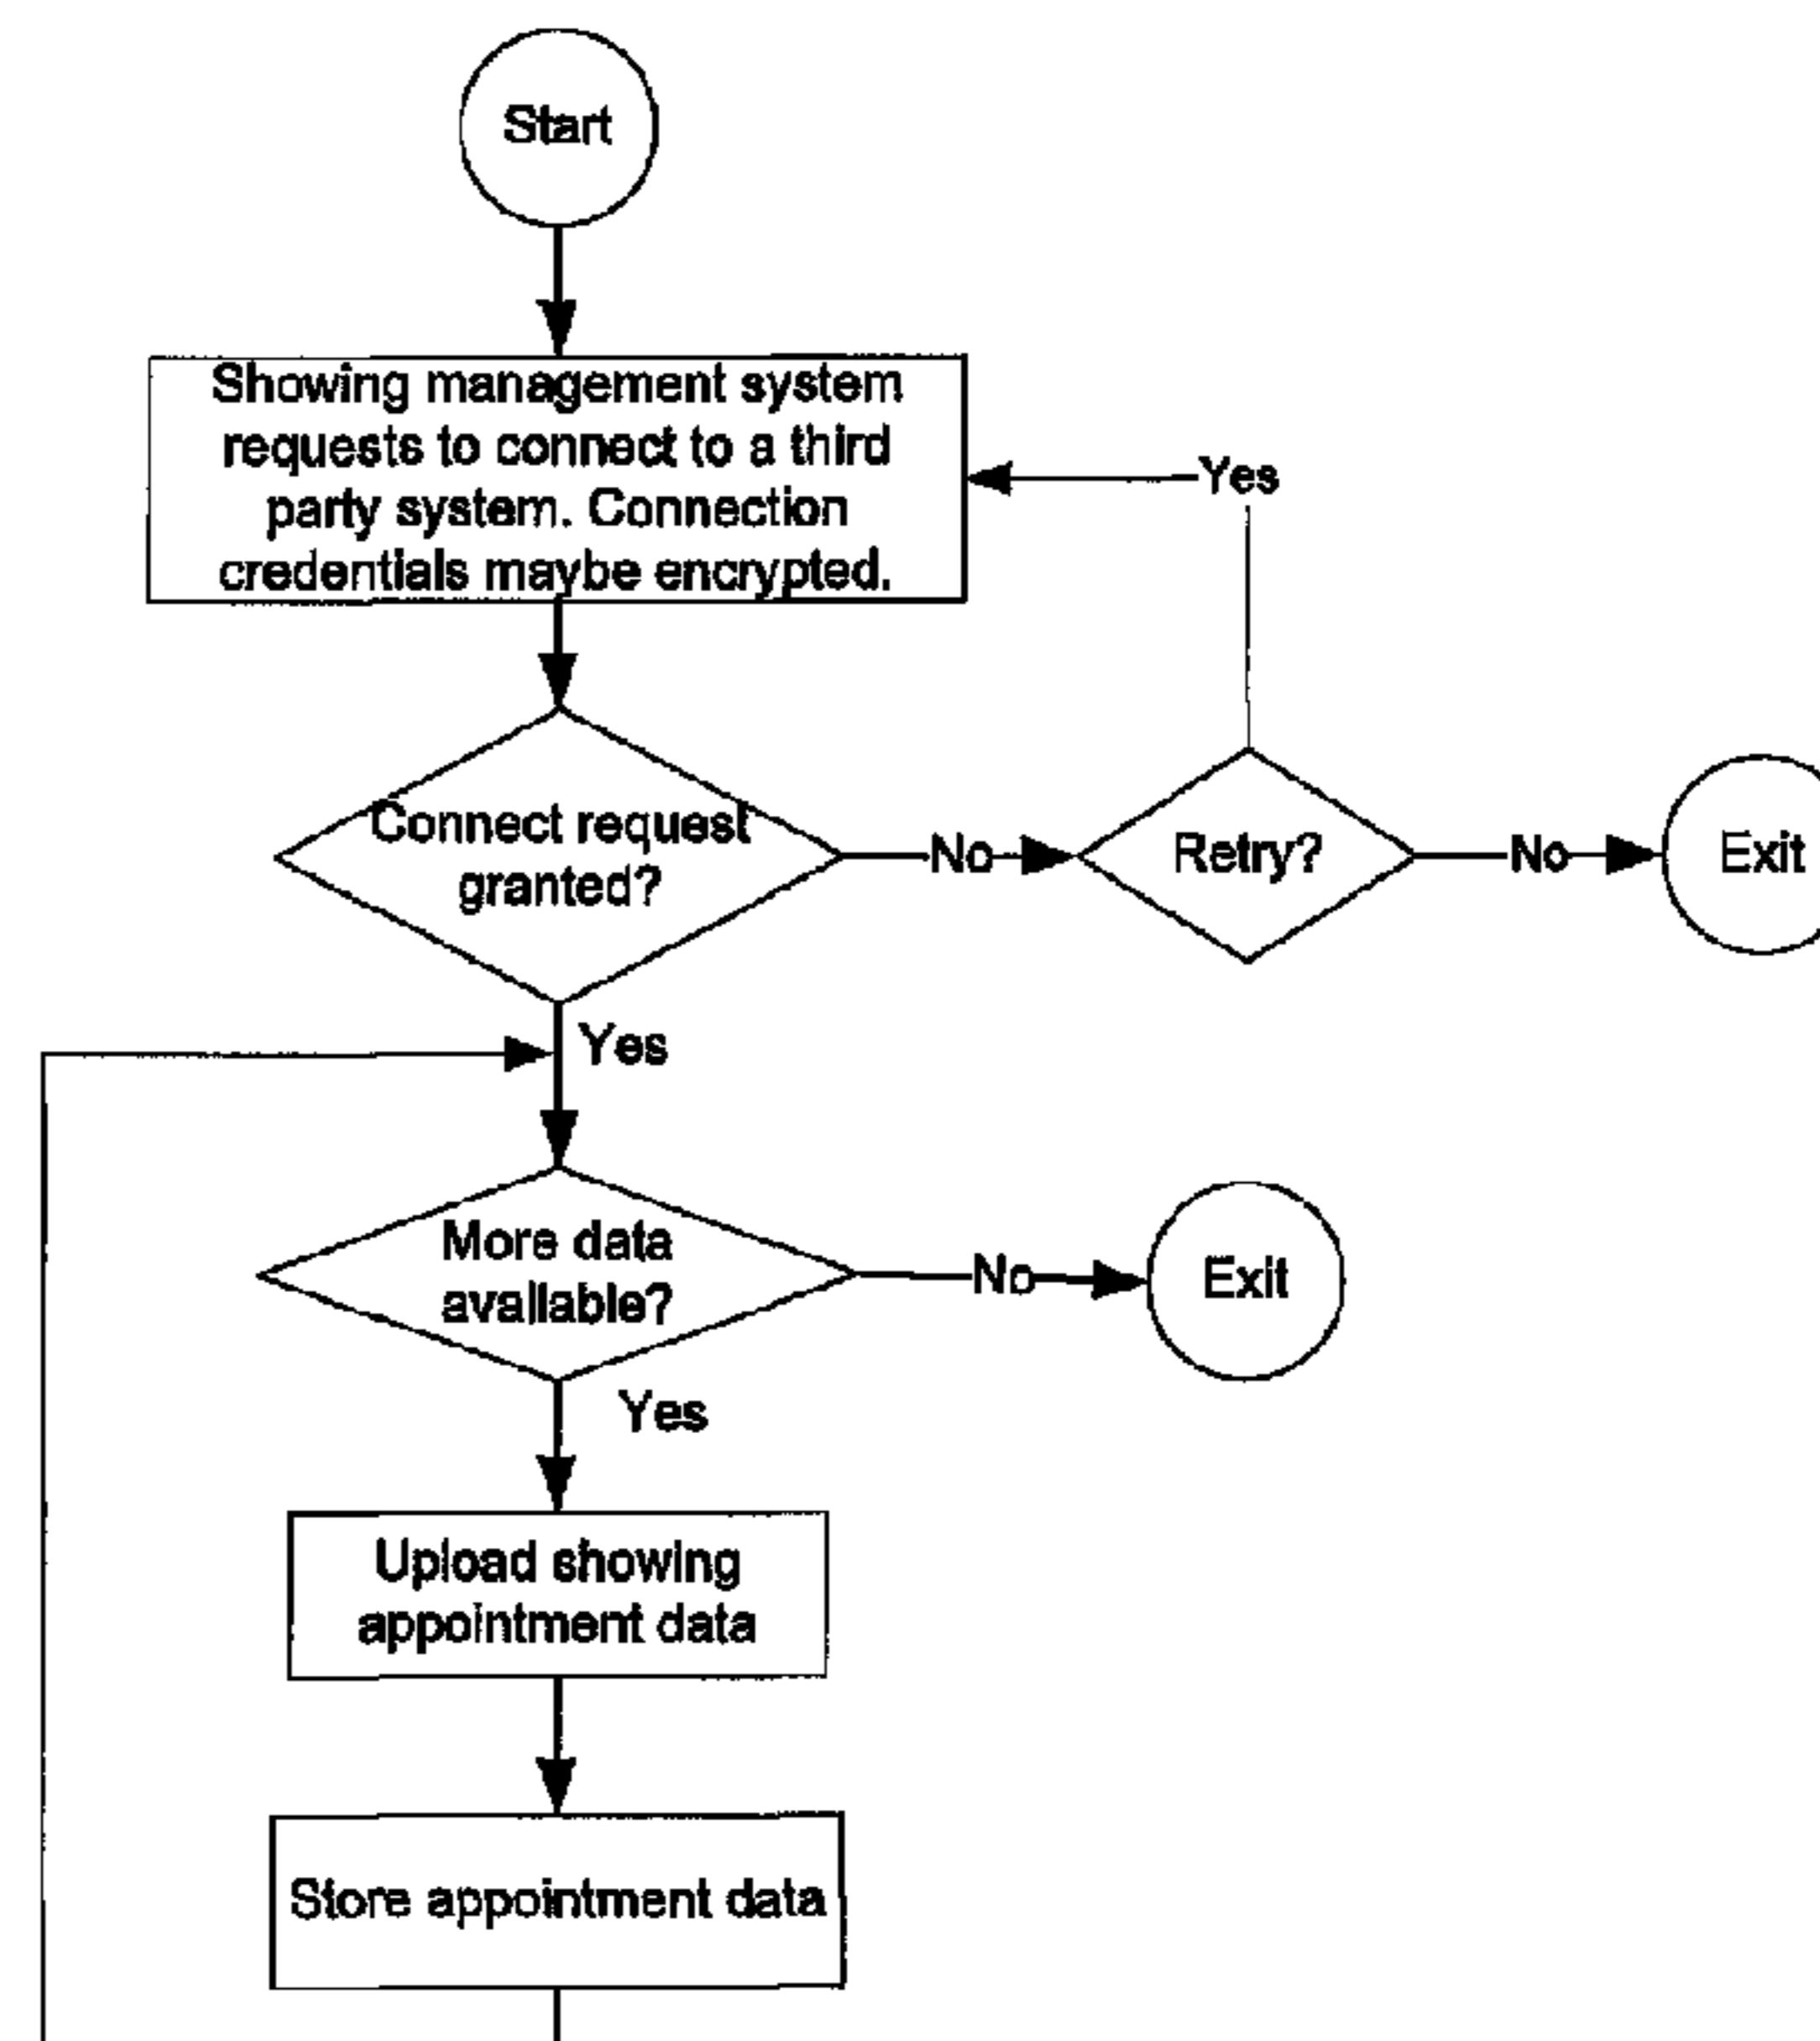 Start
Showing management system
requests to connect to a third
party system. Connection
credentials maybe encrypted.
Yes
Connect request
granted?
No
Retry?
No
Exit
Yes
More data
available?
No
Exit
Yes
Upload showing
appointment data
Store appointment data